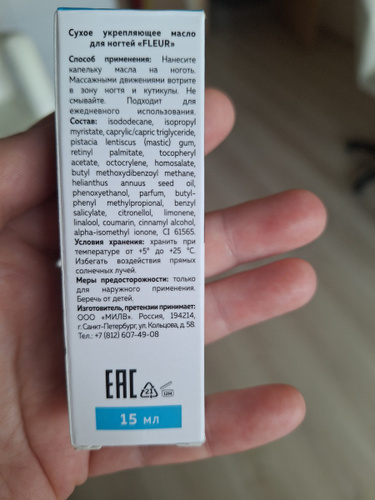 Сухое укрепляющее масло
для ногтей «FLEUR»
Способ применения: Нанесите
капельку масла на ноготь.
Массажными движениями вотрите
в зону ногтя и кутикулы. Не
смывайте. Подходит для
ежедневного использования.
Состав: isododecane, isopropyl
myristate, caprylic/capric triglyceride,
pistacia lentiscus (mastic) gum,
retinyl palmitate, tocopheryl
acetate, octocrylene, homosalate,
butyl methoxydibenzoyl methane,
helianthus annuus seed oil,
phenoxyethanol, parfum, butyl-
phenyl methylpropional, benzyl
salicylate, citronellol, limonene,
linalool, coumarin, cinnamyl alcohol,
alpha-isomethyl ionone, CI 61565.
Условия хранения: хранить при
температуре от +5° до +25 °C.
Избегать воздействия прямых
солнечных лучей.
Меры предосторожности: только
для наружного применения.
Беречь от детей.
Изготовитель, претензии принимает:
ООО «МИЛВ». Россия, 194214,
г. Санкт-Петербург, ул. Кольцова, д. 58.
Тел.: +7 (812) 607-49-08
EAC 21
15 мл